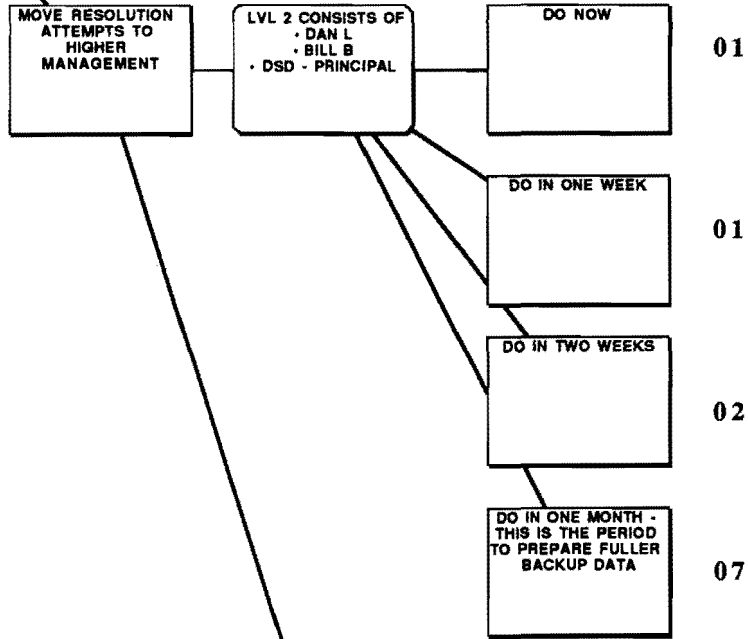 MOVE RESOLUTION
ATTEMPTS TO
HIGHER
MANAGEMENT
LVL 2 CONSISTS OF
• DAN L
• BILL B
• DSD - PRINCIPAL
DO NOW
01
DO IN ONE WEEK
01
DO IN TWO WEEKS
02
DO IN ONE MONTH -
THIS IS THE PERIOD
TO PREPARE FULLER
BACKUP DATA
07